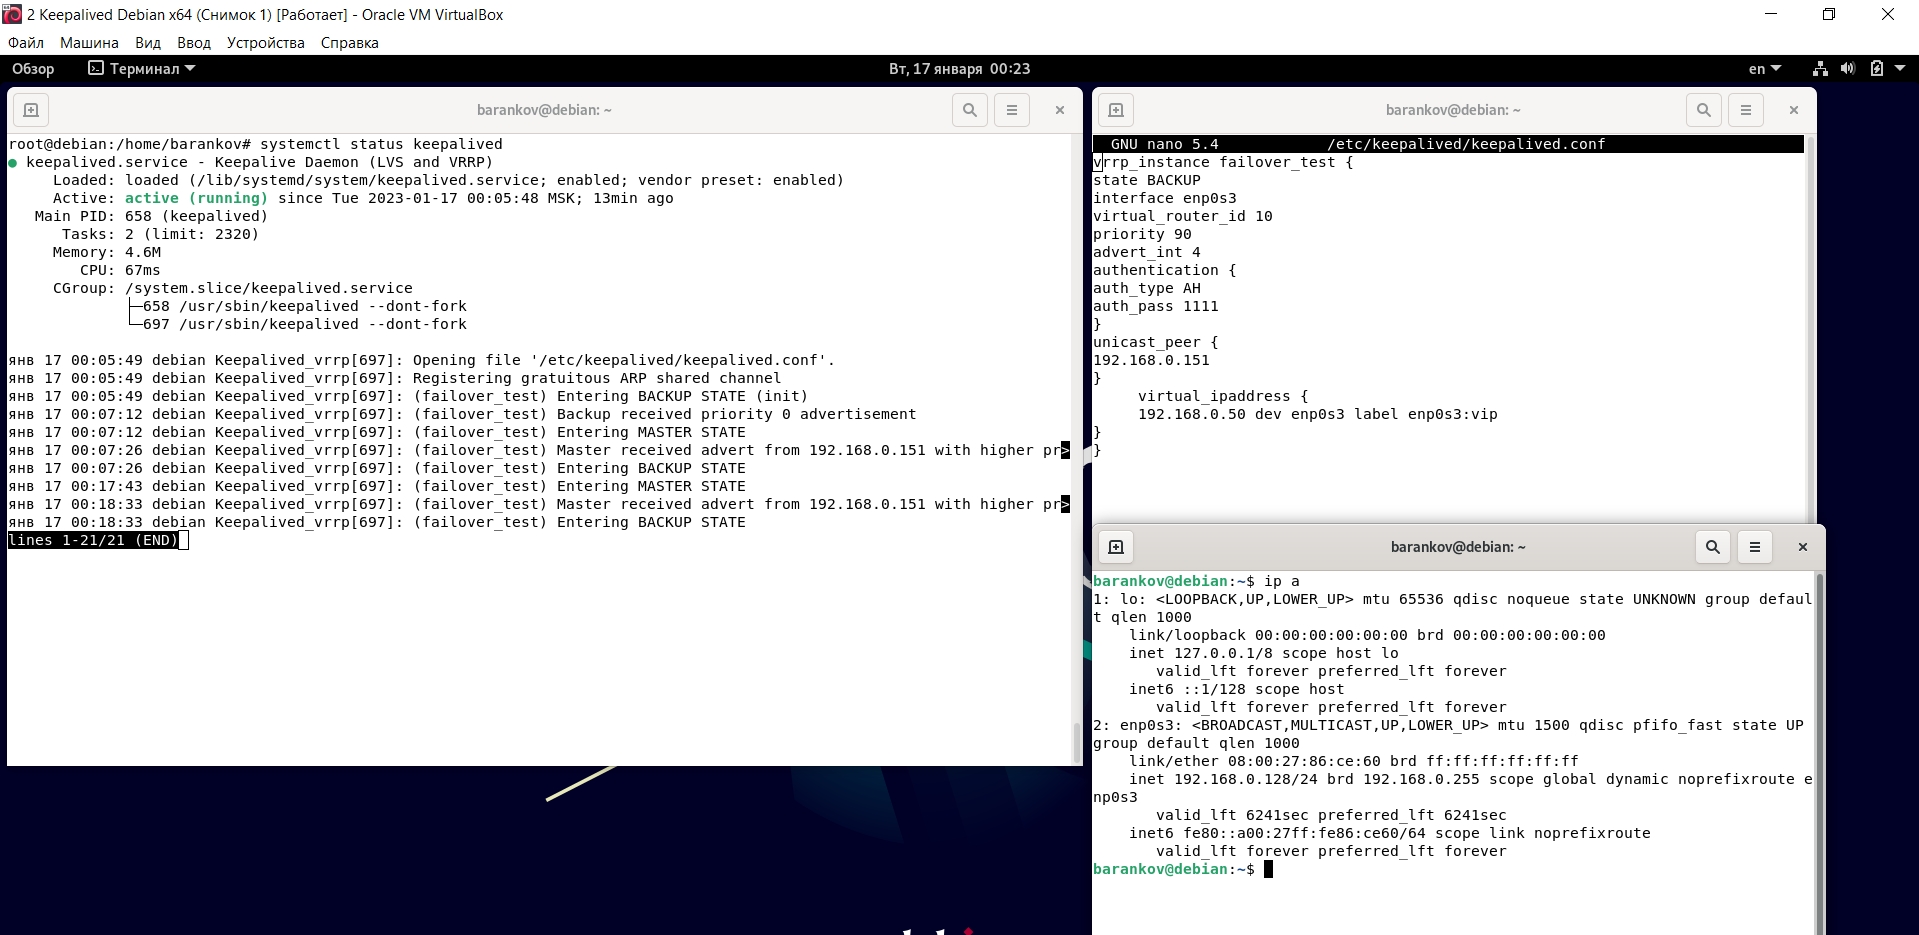 2 Keepalived Debian x64 (Снимок 1) [Работает] - Oracle VM VirtualBox
Файл Машина Вид Ввод Устройства Справка
Обзор Терминал Вт, 17 января 00:23 en
barankov@debian: ~
root@debian:/home/barankov# systemctl status keepalived
● keepalived.service - Keepalive Daemon (LVS and VRRP)
Loaded: loaded (/lib/systemd/system/keepalived.service; enabled; vendor preset: enabled)
Active: active (running) since Tue 2023-01-17 00:05:48 MSK; 13min ago
Main PID: 658 (keepalived)
Tasks: 2 (limit: 2320)
Memory: 4.6M
CPU: 67ms
CGroup: /system.slice/keepalived.service
├─658 /usr/sbin/keepalived --dont-fork
└─697 /usr/sbin/keepalived --dont-fork
янв 17 00:05:49 debian Keepalived_vrrp[697]: Opening file '/etc/keepalived/keepalived.conf'.
янв 17 00:05:49 debian Keepalived_vrrp[697]: Registering gratuitous ARP shared channel
янв 17 00:05:49 debian Keepalived_vrrp[697]: (failover_test) Entering BACKUP STATE (init)
янв 17 00:07:12 debian Keepalived_vrrp[697]: (failover_test) Backup received priority 0 advertisement
янв 17 00:07:12 debian Keepalived_vrrp[697]: (failover_test) Entering MASTER STATE
янв 17 00:07:26 debian Keepalived_vrrp[697]: (failover_test) Master received advert from 192.168.0.151 with higher pr>
янв 17 00:07:26 debian Keepalived_vrrp[697]: (failover_test) Entering BACKUP STATE
янв 17 00:17:43 debian Keepalived_vrrp[697]: (failover_test) Entering MASTER STATE
янв 17 00:18:33 debian Keepalived_vrrp[697]: (failover_test) Master received advert from 192.168.0.151 with higher pr>
янв 17 00:18:33 debian Keepalived_vrrp[697]: (failover_test) Entering BACKUP STATE
lines 1-21/21 (END)
barankov@debian: ~
GNU nano 5.4 /etc/keepalived/keepalived.conf
vrrp_instance failover_test {
state BACKUP
interface enp0s3
virtual_router_id 10
priority 90
advert_int 4
authentication {
auth_type AH
auth_pass 1111
}
unicast_peer {
192.168.0.151
}
virtual_ipaddress {
192.168.0.50 dev enp0s3 label enp0s3:vip
}
}
barankov@debian: ~
barankov@debian:~$ ip a
1: lo: <LOOPBACK,UP,LOWER_UP> mtu 65536 qdisc noqueue state UNKNOWN group defaul
t qlen 1000
link/loopback 00:00:00:00:00:00 brd 00:00:00:00:00:00
inet 127.0.0.1/8 scope host lo
valid_lft forever preferred_lft forever
inet6 ::1/128 scope host
valid_lft forever preferred_lft forever
2: enp0s3: <BROADCAST,MULTICAST,UP,LOWER_UP> mtu 1500 qdisc pfifo_fast state UP
group default qlen 1000
link/ether 08:00:27:86:ce:60 brd ff:ff:ff:ff:ff:ff
inet 192.168.0.128/24 brd 192.168.0.255 scope global dynamic noprefixroute e
np0s3
valid_lft 6241sec preferred_lft 6241sec
inet6 fe80::a00:27ff:fe86:ce60/64 scope link noprefixroute
valid_lft forever preferred_lft forever
barankov@debian:~$